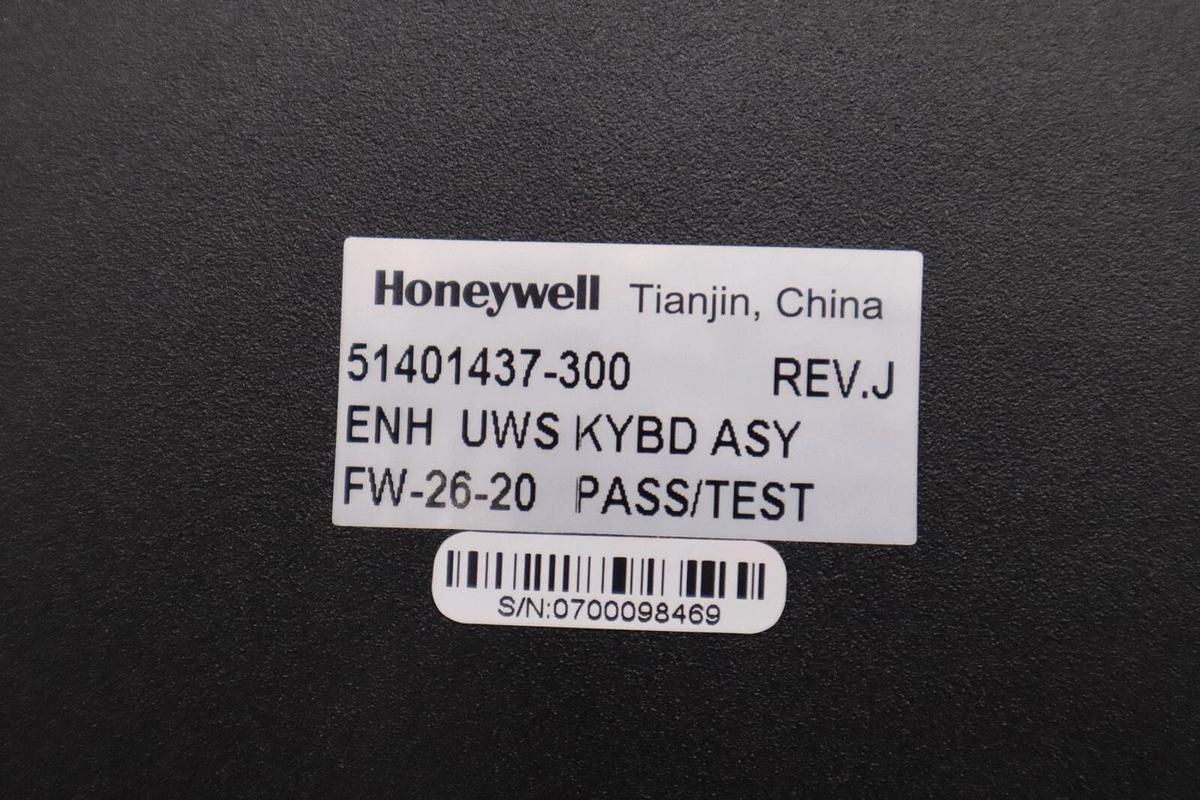 Honeywell Tianjin, China
51401437-300 REV.J
ENH UWS KYBD ASY
FW-26-20 PASS/TEST
S/N:0700098469